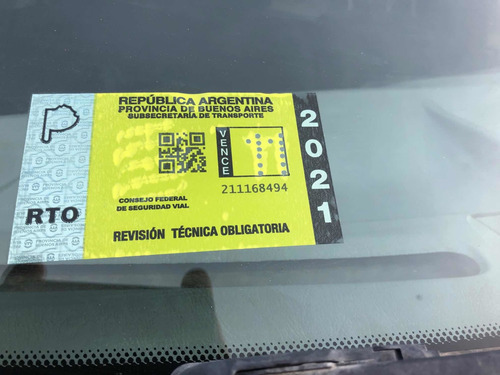 REPÚBLICA ARGENTINA
PROVINCIA DE BUENOS AIRES
SUBSECRETARÍA DE TRANSPORTE
VENCE
11
211168494
2021
CONSEJO FEDERAL
DE SEGURIDAD VIAL
RTO
REVISIÓN TÉCNICA OBLIGATORIA